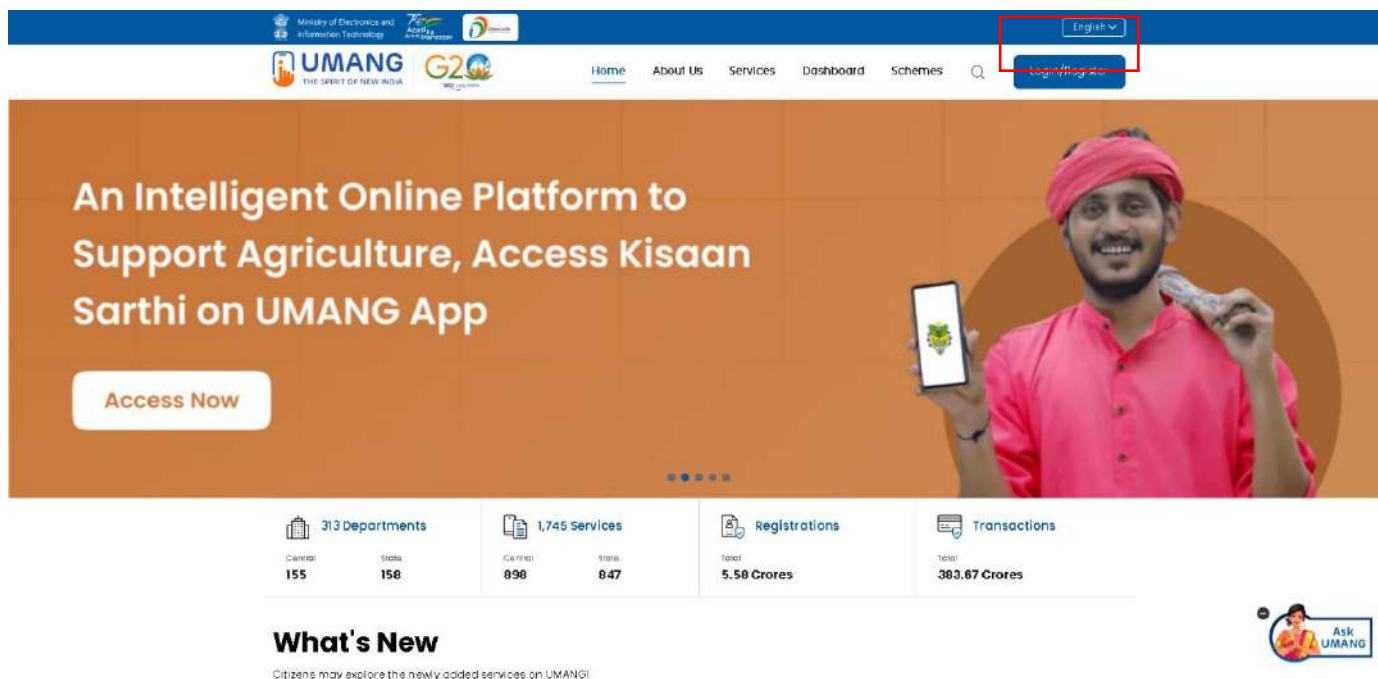 Ministry of Electronics and
Information Technology
Azadi Ka
English
UMANG
THE SPIRIT OF NEW INDIA
G20
Home About Us Services Dashboard Schemes
Login/Register
An Intelligent Online Platform to
Support Agriculture, Access Kisaan
Sarthi on UMANG App
Access Now
313 Departments
Central State
155 158
1,745 Services
Central State
898 847
Registrations
Total
5.58 Crores
Transactions
Total
383.67 Crores
What's New
Citizens may explore the newly added services on UMANG!
Ask
UMANG